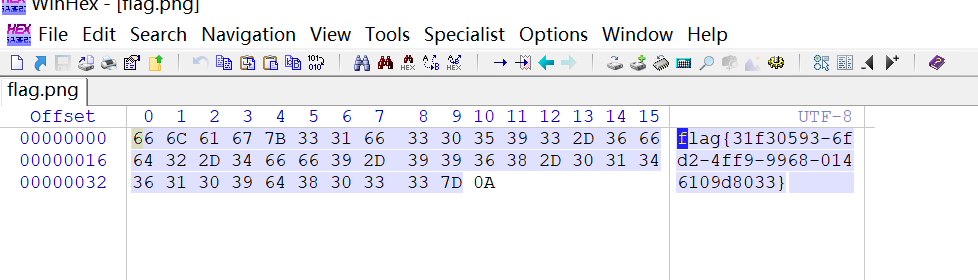 WinHex - [flag.png]
File Edit Search Navigation View Tools Specialist Options Window Help
flag.png
Offset 0 1 2 3 4 5 6 7 8 9 10 11 12 13 14 15 UTF-8
00000000 66 6C 61 67 7B 33 31 66 33 30 35 39 33 2D 36 66 flag{31f30593-6f
00000016 64 32 2D 34 66 66 39 2D 39 39 36 38 2D 30 31 34 d2-4ff9-9968-014
00000032 36 31 30 39 64 38 30 33 33 7D 0A 6109d8033}